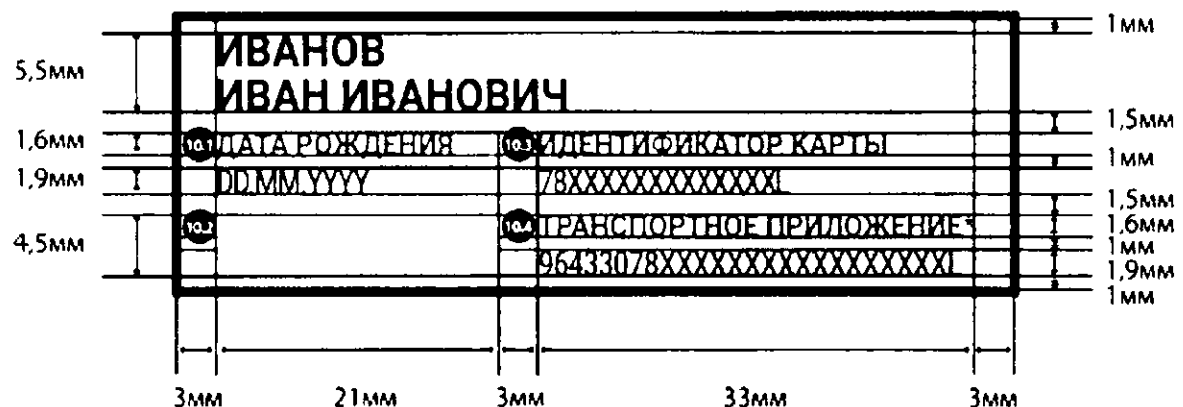 1мм
ИВАНОВ
5,5мм
ИВАН ИВАНОВИЧ
1,5мм
1,6мм 10.1 ДАТА РОЖДЕНИЯ 10.3 ИДЕНТИФИКАТОР КАРТЫ
1мм
1,9мм DD.MM.YYYY 78XXXXXXXXXXXXXL
1,5мм
10.2 10.4 ТРАНСПОРТНОЕ ПРИЛОЖЕНИЕ* 1,6мм
4,5мм 1мм
96433078XXXXXXXXXXXXXXXXXXL 1,9мм
1мм
3мм 21мм 3мм 33мм 3мм